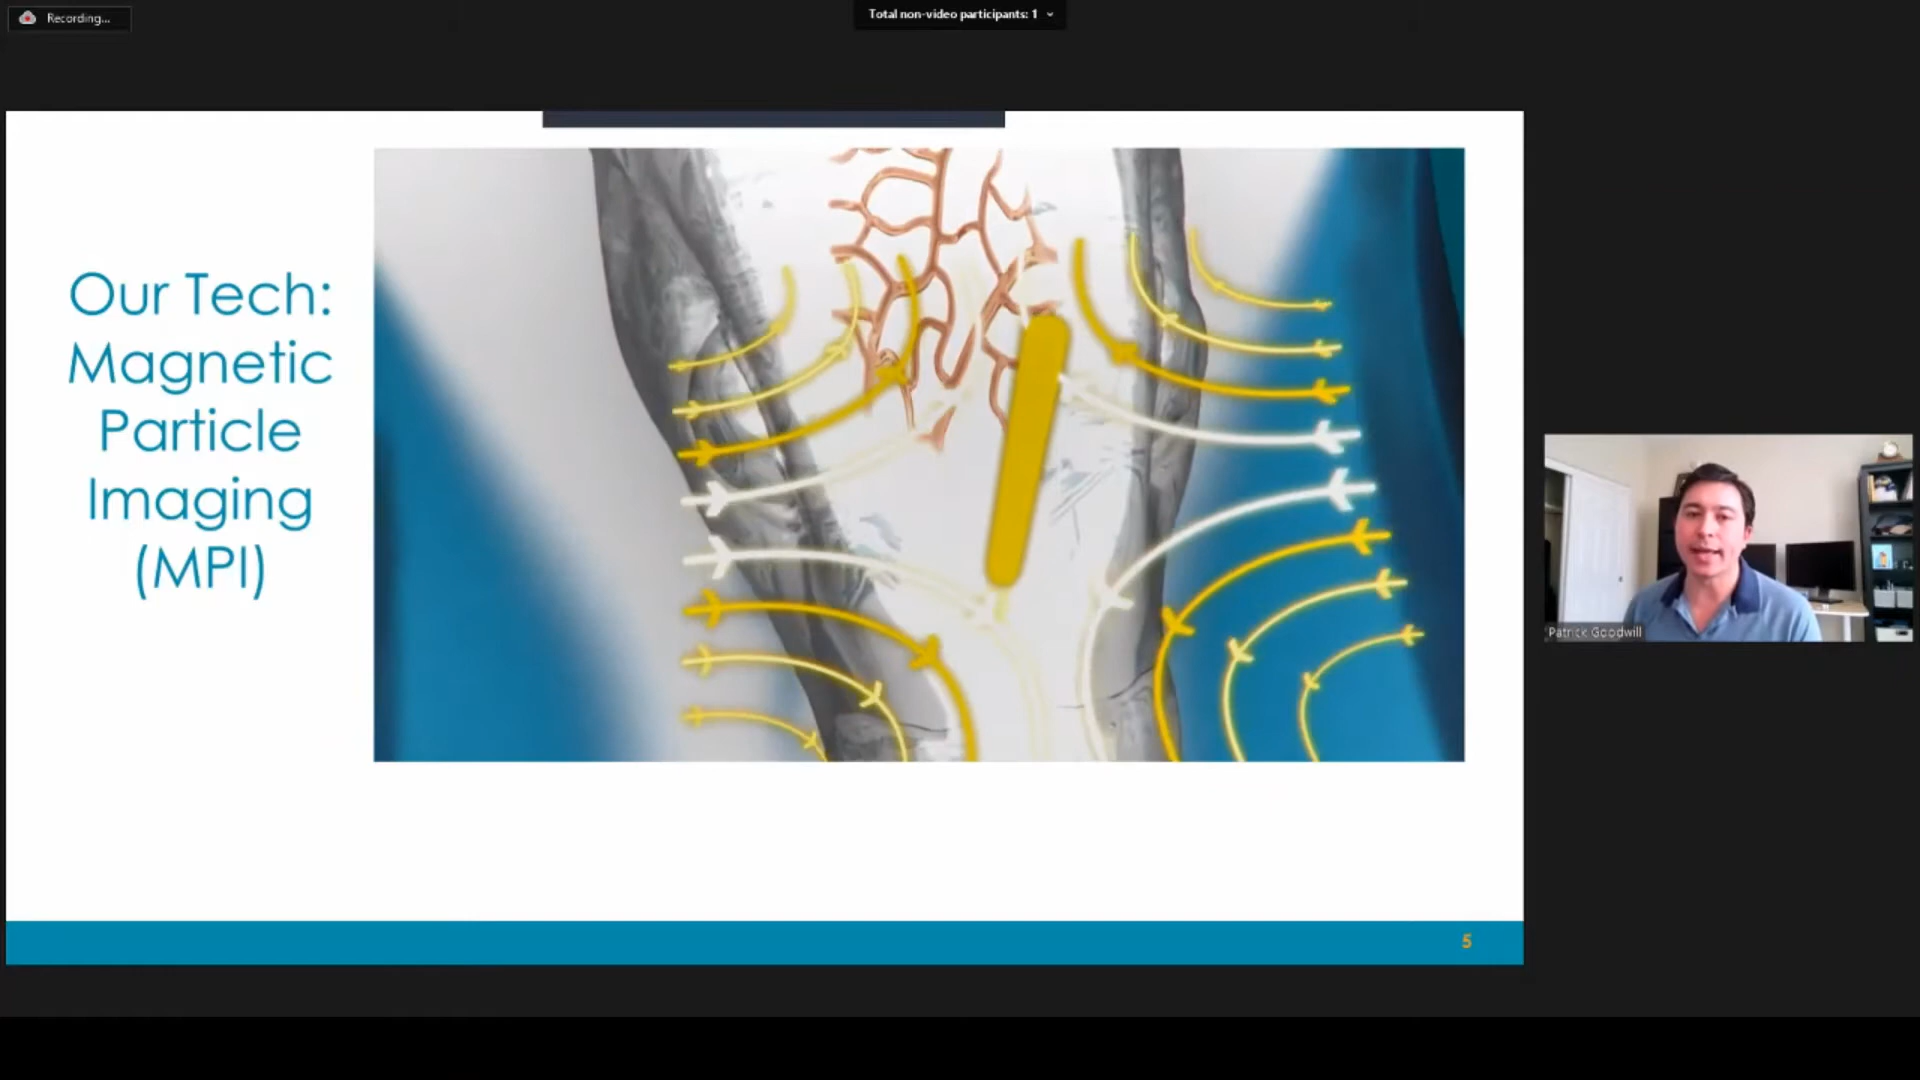 Recording...
Total non-video participants: 1
Our Tech:
Magnetic
Particle
Imaging
(MPI)
Patrick Goodwill
5